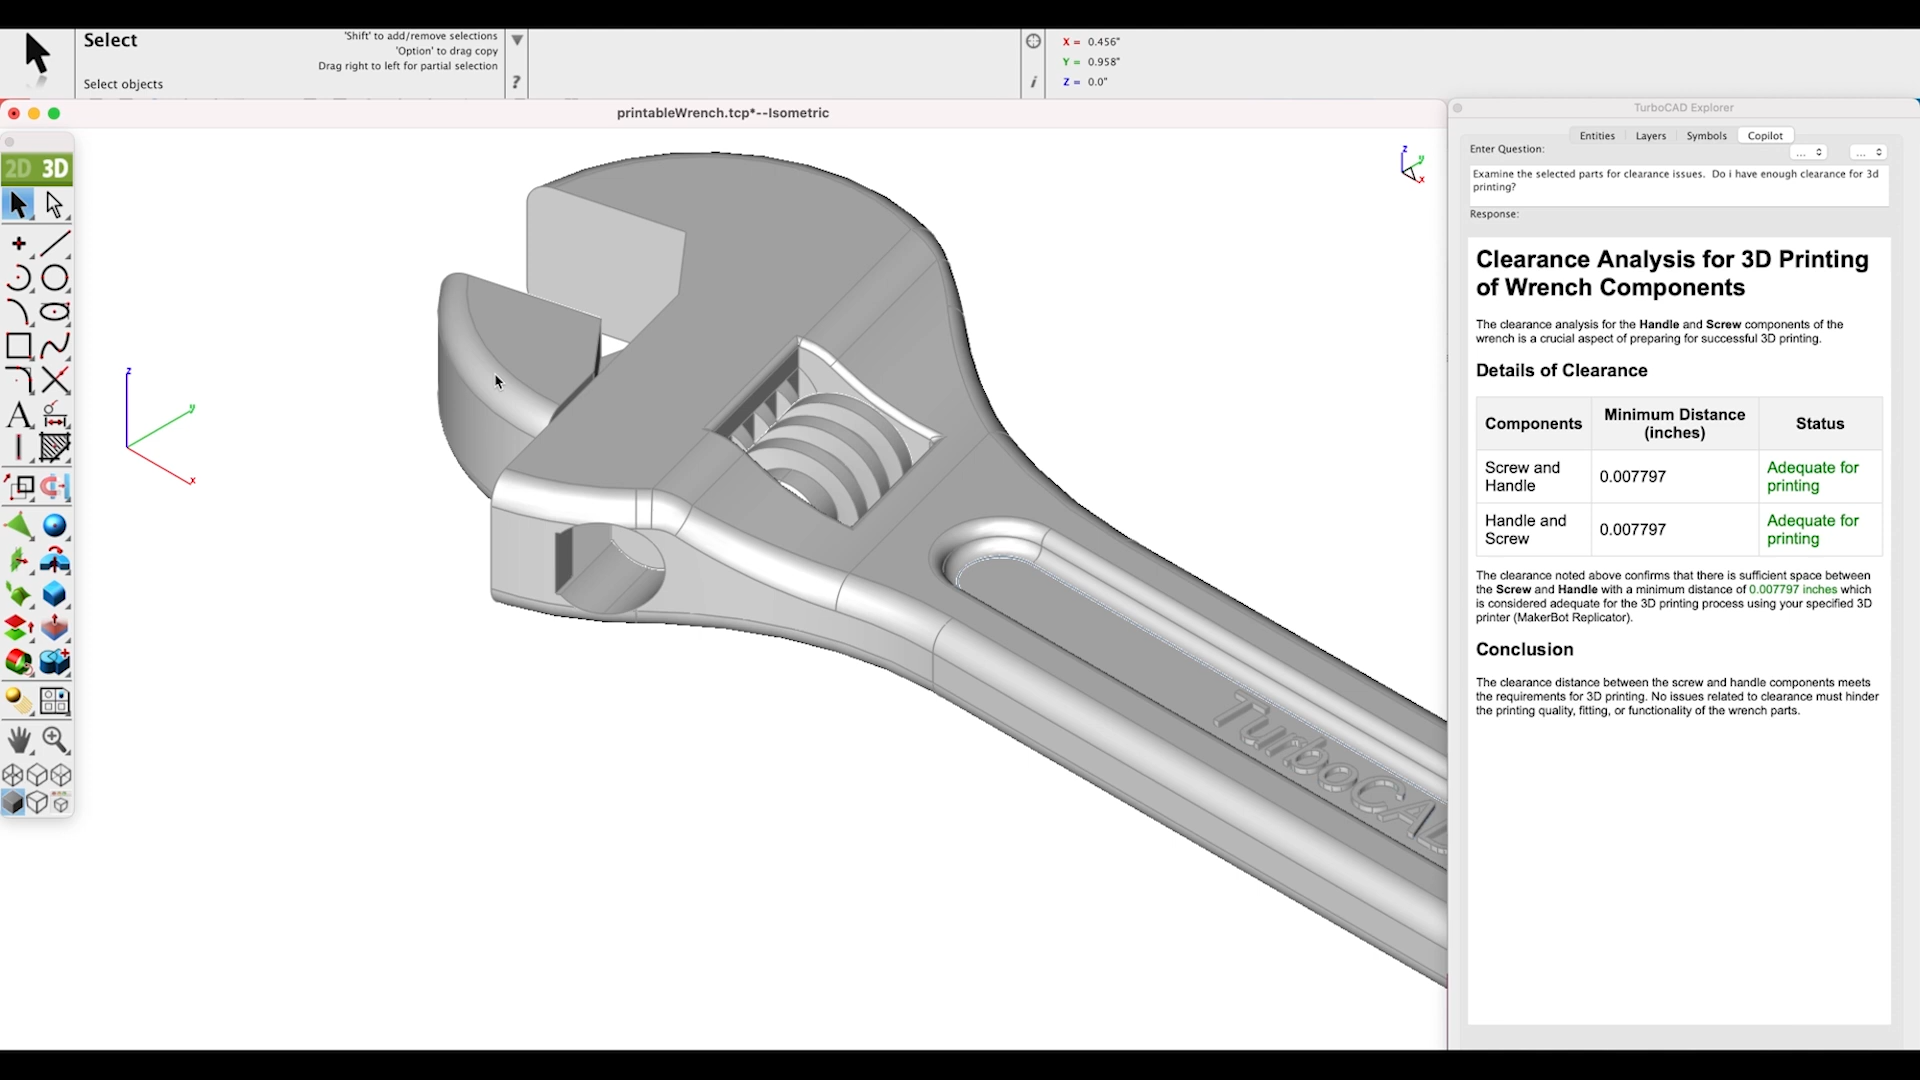 Select
'Shift' to add/remove selections
'Option' to drag copy
Drag right to left for partial selection
?
Select objects
i
X = 0.456"
Y = 0.958"
Z = 0.0"
printableWrench.tcp*--Isometric
2D 3D
A
z
y
x
z
y
x
TurboCAD
TurboCAD Explorer
Entities Layers Symbols Copilot
Enter Question:
... ...
Examine the selected parts for clearance issues. Do i have enough clearance for 3d
printing?
Response:
Clearance Analysis for 3D Printing
of Wrench Components
The clearance analysis for the Handle and Screw components of the
wrench is a crucial aspect of preparing for successful 3D printing.
Details of Clearance
Components Minimum Distance (inches) Status
Screw and Handle 0.007797 Adequate for printing
Handle and Screw 0.007797 Adequate for printing
The clearance noted above confirms that there is sufficient space between
the Screw and Handle with a minimum distance of 0.007797 inches which
is considered adequate for the 3D printing process using your specified 3D
printer (MakerBot Replicator).
Conclusion
The clearance distance between the screw and handle components meets
the requirements for 3D printing. No issues related to clearance must hinder
the printing quality, fitting, or functionality of the wrench parts.